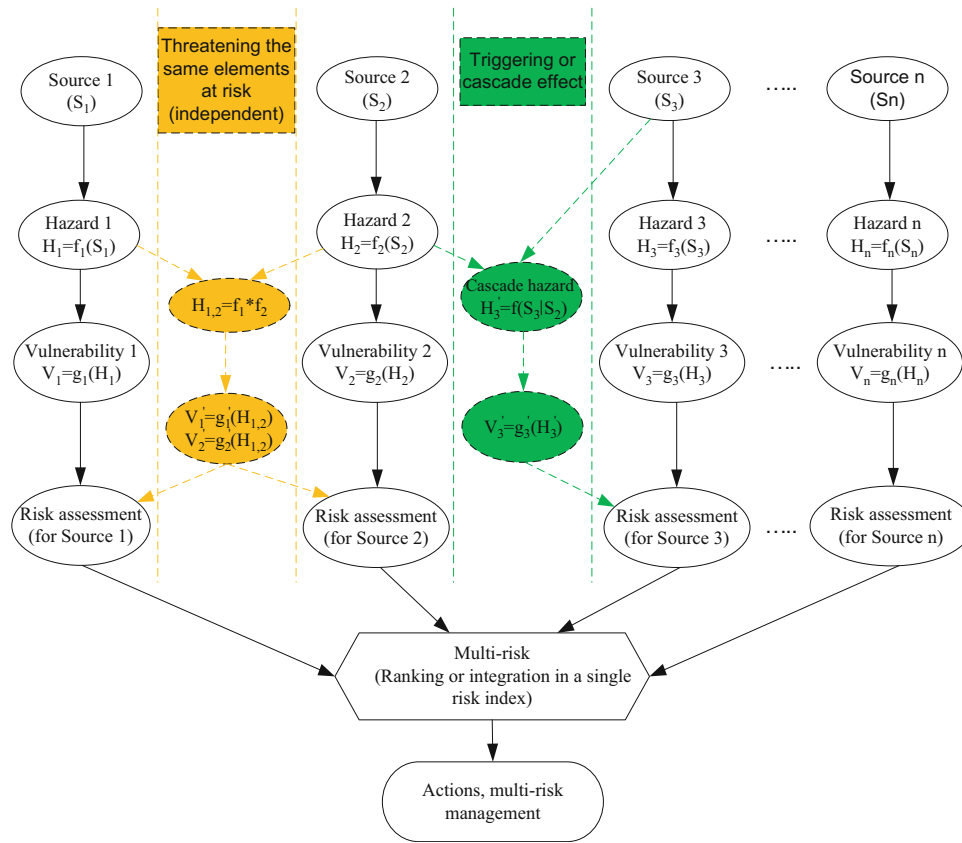 Source 1
(S₁)
Threatening the
same elements
at risk
(independent)
Source 2
(S₂)
Triggering or
cascade effect
Source 3
(S₃)
.....
Source n
(Sn)
Hazard 1
H₁=f₁(S₁)
Hazard 2
H₂=f₂(S₂)
Hazard 3
H₃=f₃(S₃)
.....
Hazard n
Hₙ=fₙ(Sₙ)
H₁,₂=f₁*f₂
Cascade hazard
H₃'=f(S₃|S₂)
Vulnerability 1
V₁=g₁(H₁)
Vulnerability 2
V₂=g₂(H₂)
Vulnerability 3
V₃=g₃(H₃)
.....
Vulnerability n
Vₙ=gₙ(Hₙ)
V₁'=g₁'(H₁,₂)
V₂'=g₂'(H₁,₂)
V₃'=g₃'(H₃')
Risk assessment
(for Source 1)
Risk assessment
(for Source 2)
Risk assessment
(for Source 3)
.....
Risk assessment
(for Source n)
Multi-risk
(Ranking or integration in a single
risk index)
Actions, multi-risk
management